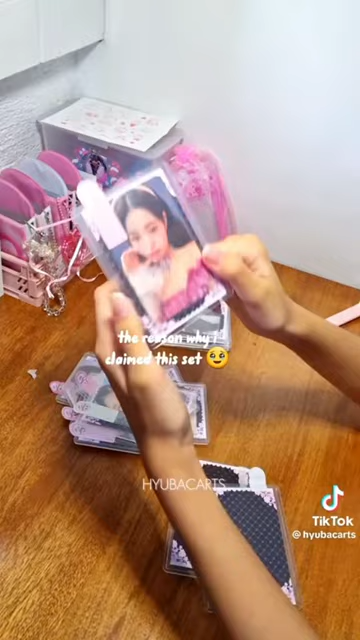 the reason why i
claimed this set 🥹
HYUBACARTS
TikTok
@hyubacarts